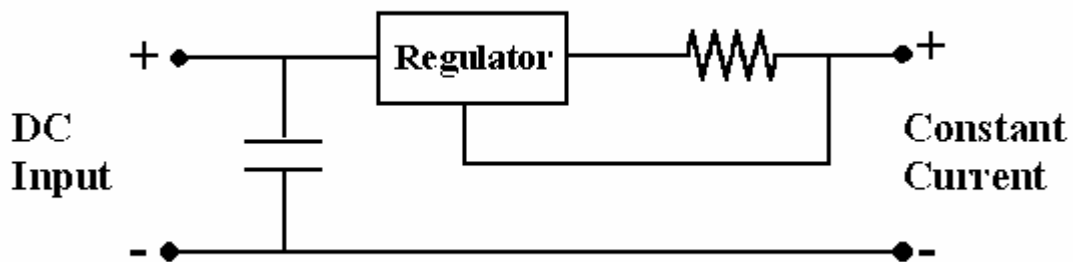 +
Regulator
+
DC
Input
Constant
Current
-
-